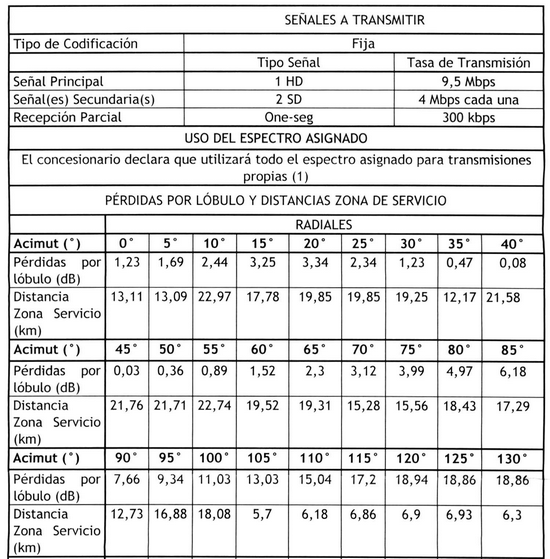 SEÑALES A TRANSMITIR
Tipo de Codificación Fija
Tipo Señal Tasa de Transmisión
Señal Principal 1 HD 9,5 Mbps
Señal(es) Secundaria(s) 2 SD 4 Mbps cada una
Recepción Parcial One-seg 300 kbps
USO DEL ESPECTRO ASIGNADO
El concesionario declara que utilizará todo el espectro asignado para transmisiones
propias (1)
PÉRDIDAS POR LÓBULO Y DISTANCIAS ZONA DE SERVICIO
RADIALES
Acimut (°) 0° 5° 10° 15° 20° 25° 30° 35° 40°
Pérdidas por lóbulo (dB) 1,23 1,69 2,44 3,25 3,34 2,34 1,23 0,47 0,08
Distancia Zona Servicio (km) 13,11 13,09 22,97 17,78 19,85 19,85 19,25 12,17 21,58
Acimut (°) 45° 50° 55° 60° 65° 70° 75° 80° 85°
Pérdidas por lóbulo (dB) 0,03 0,36 0,89 1,52 2,3 3,12 3,99 4,97 6,18
Distancia Zona Servicio (km) 21,76 21,71 22,74 19,52 19,31 15,28 15,56 18,43 17,29
Acimut (°) 90° 95° 100° 105° 110° 115° 120° 125° 130°
Pérdidas por lóbulo (dB) 7,66 9,34 11,03 13,03 15,04 17,2 18,94 18,86 18,86
Distancia Zona Servicio (km) 12,73 16,88 18,08 5,7 6,18 6,86 6,9 6,93 6,3